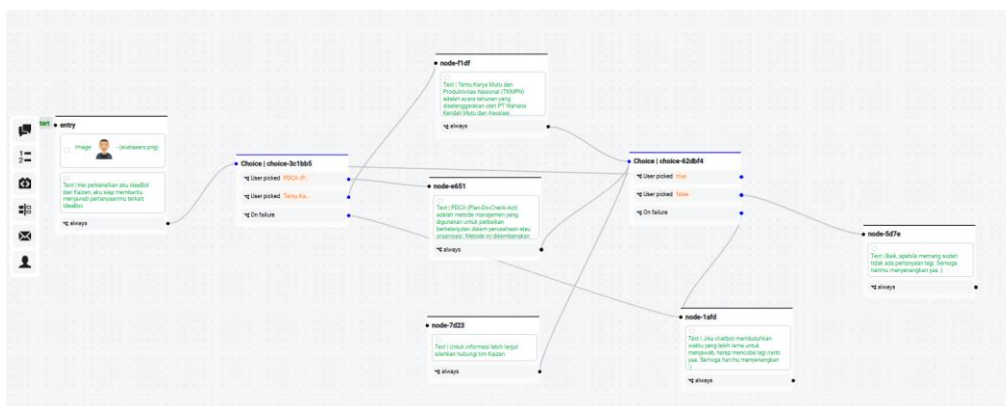 node-f1df
Text | Temu Karya Mutu dan
Produktivitas Nasional (TKMPN)
adalah acara tahunan yang
diselenggarakan oleh PT Wahana
Kendali Mutu dan Asosiasi
always
start
entry
Image: - (avataaars.png)
Text | Hai perkenalkan aku IdeaBot
dari Kaizen, aku siap membantu
menjawab pertanyaanmu terkait
IdeaBox
always
Choice | choice-3c1bb5
User picked PDCA (P...
User picked Temu Ka...
On failure
Choice | choice-62dbf4
User picked true
User picked false
On failure
node-e651
Text | PDCA (Plan-Do-Check-Act)
adalah metode manajemen yang
digunakan untuk perbaikan
berkelanjutan dalam perusahaan atau
organisasi. Metode ini dikembangkan
always
node-5d7e
Text | Baik, apabila memang sudah
tidak ada pertanyaan lagi. Semoga
harimu menyenangkan yaa :)
always
node-7d23
Text | Untuk informasi lebih lanjut
silahkan hubungi tim Kaizen
always
node-1afd
Text | Jika chatbot membutuhkan
waktu yang lebih lama untuk
menjawab, harap mencoba lagi nanti
yaa. Semoga harimu menyenangkan
:)
always